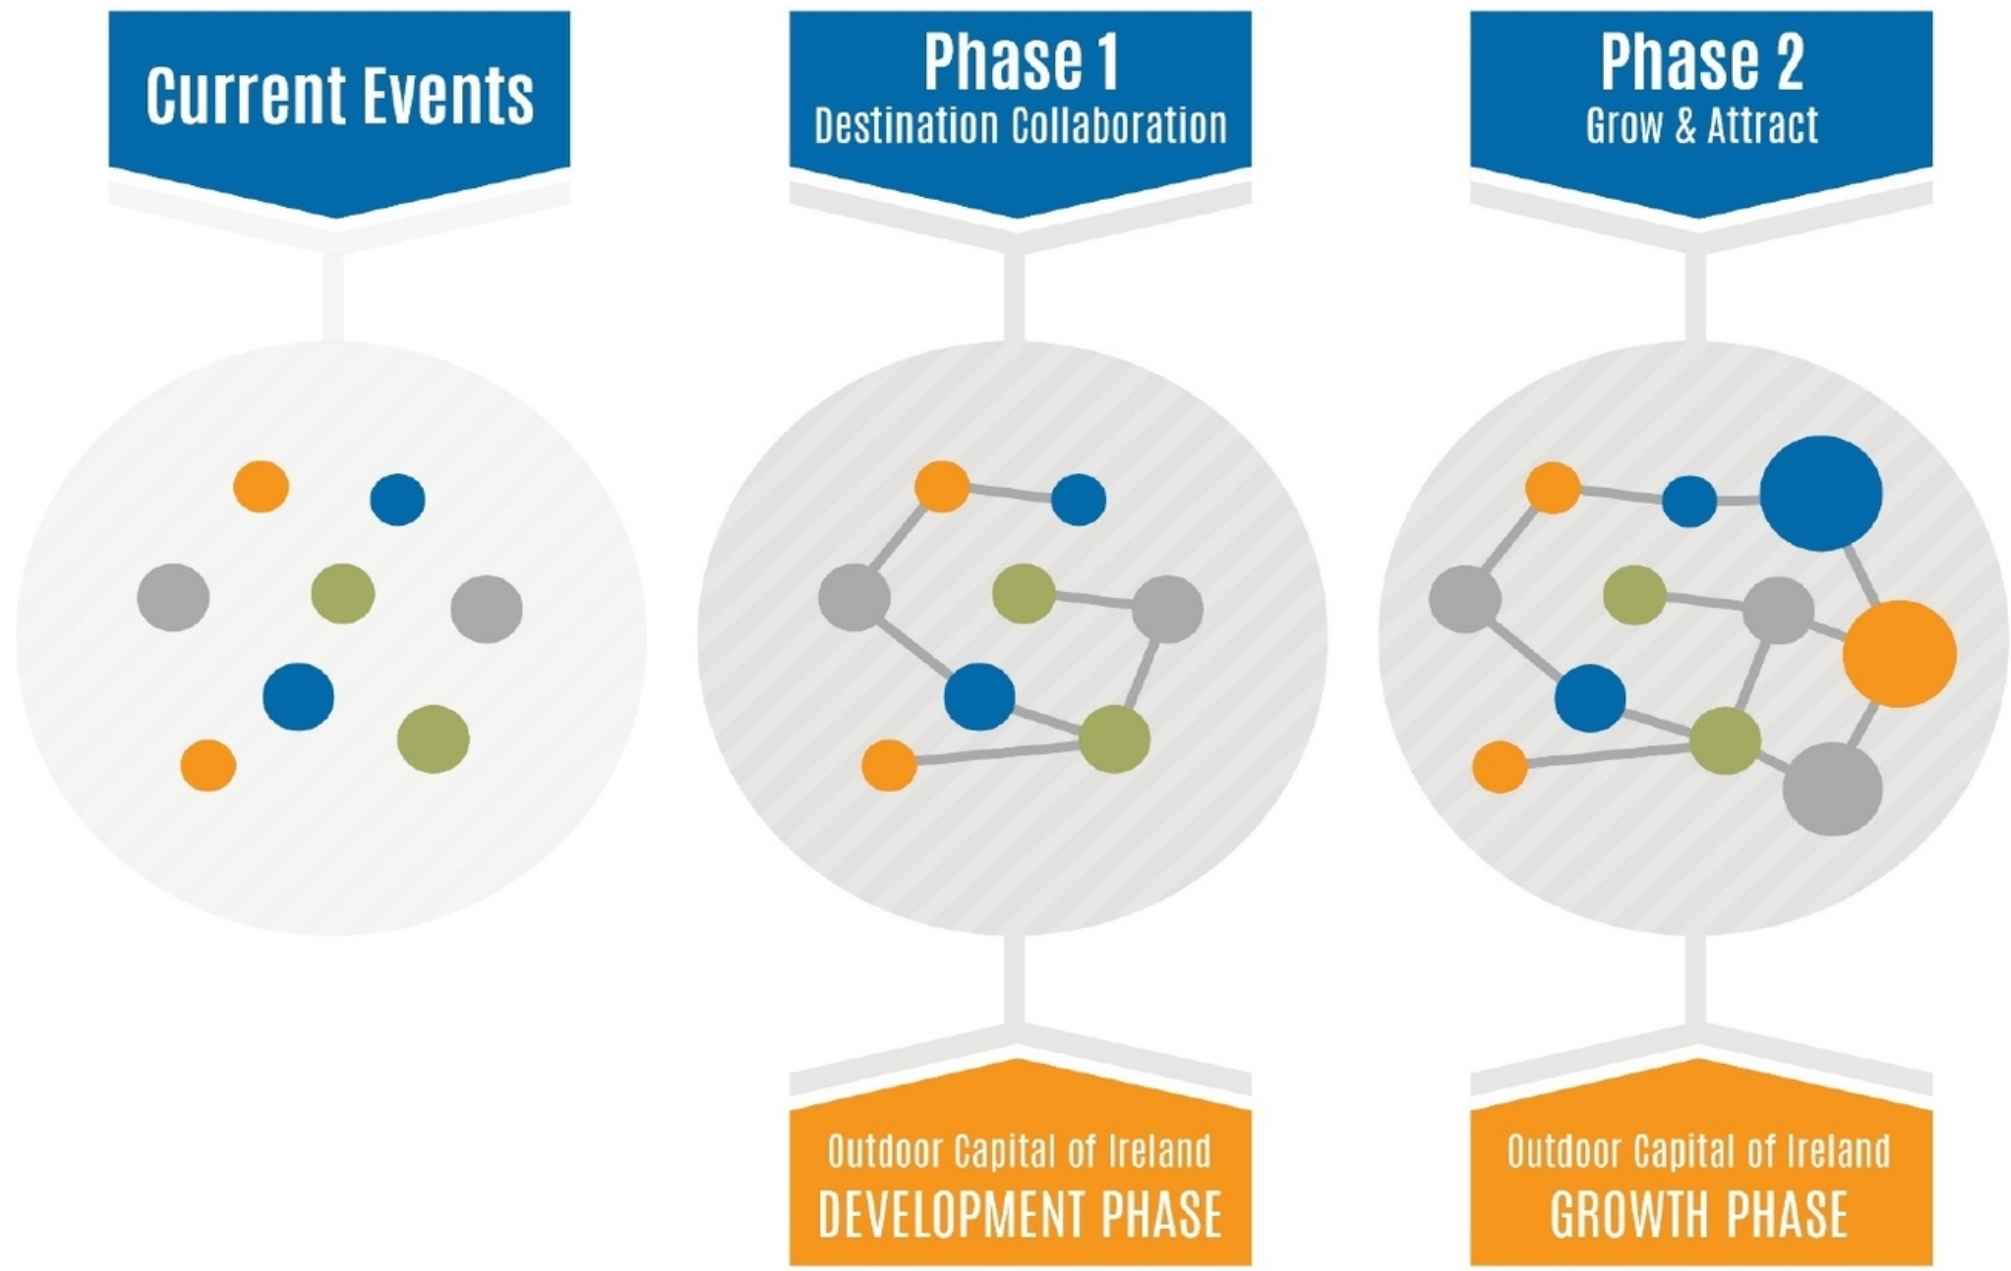 Current Events
Phase 1
Destination Collaboration
Phase 2
Grow & Attract
Outdoor Capital of Ireland
DEVELOPMENT PHASE
Outdoor Capital of Ireland
GROWTH PHASE